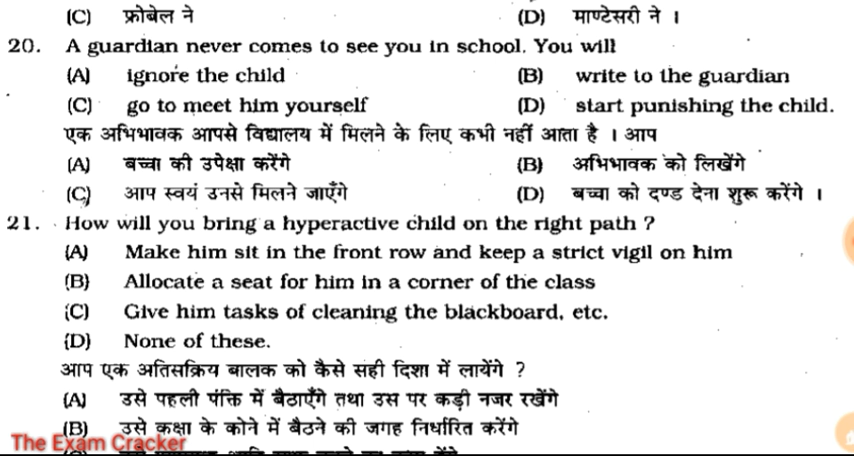 (C) फ्रोबेल ने (D) माण्टेसरी ने ।
20. A guardian never comes to see you in school. You will
(A) ignore the child (B) write to the guardian
(C) go to meet him yourself (D) start punishing the child.
एक अभिभावक आपसे विद्यालय में मिलने के लिए कभी नहीं आता है । आप
(A) बच्चा की उपेक्षा करेंगे (B) अभिभावक को लिखेंगे
(C) आप स्वयं उनसे मिलने जाएँगे (D) बच्चा को दण्ड देना शुरू करेंगे ।
21. How will you bring a hyperactive child on the right path ?
(A) Make him sit in the front row and keep a strict vigil on him
(B) Allocate a seat for him in a corner of the class
(C) Give him tasks of cleaning the blackboard, etc.
(D) None of these.
आप एक अतिसक्रिय बालक को कैसे सही दिशा में लायेंगे ?
(A) उसे पहली पंक्ति में बैठाएँगे तथा उस पर कड़ी नजर रखेंगे
(B) उसे कक्षा के कोने में बैठने की जगह निर्धारित करेंगे
The Exam Cracker